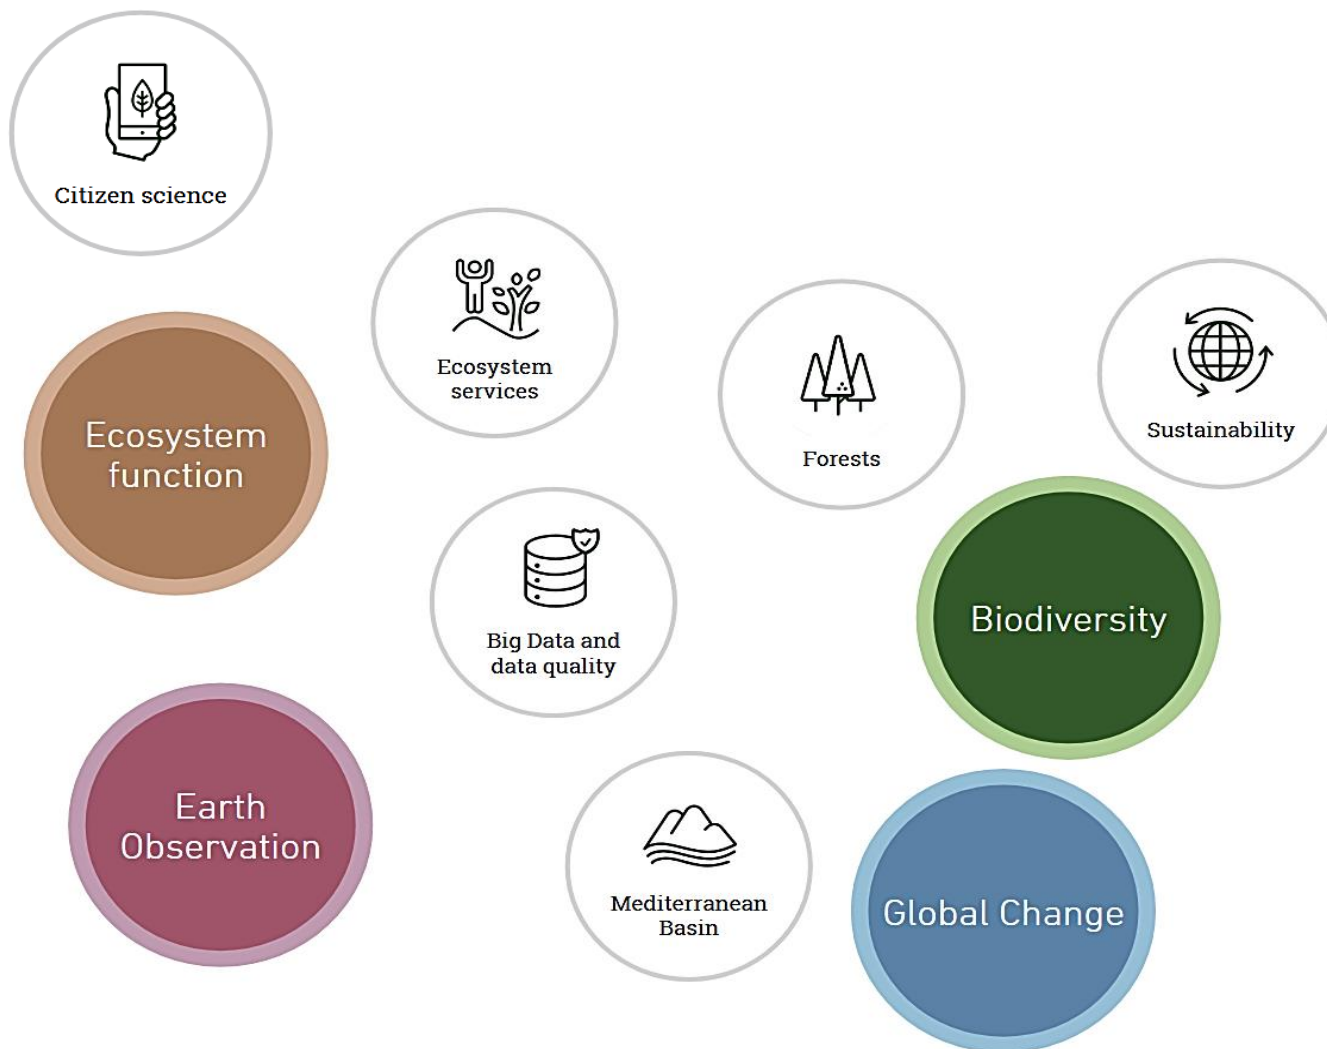 Citizen science
Ecosystem
services
Forests
Sustainability
Ecosystem
function
Big Data and
data quality
Biodiversity
Earth
Observation
Mediterranean
Basin
Global Change